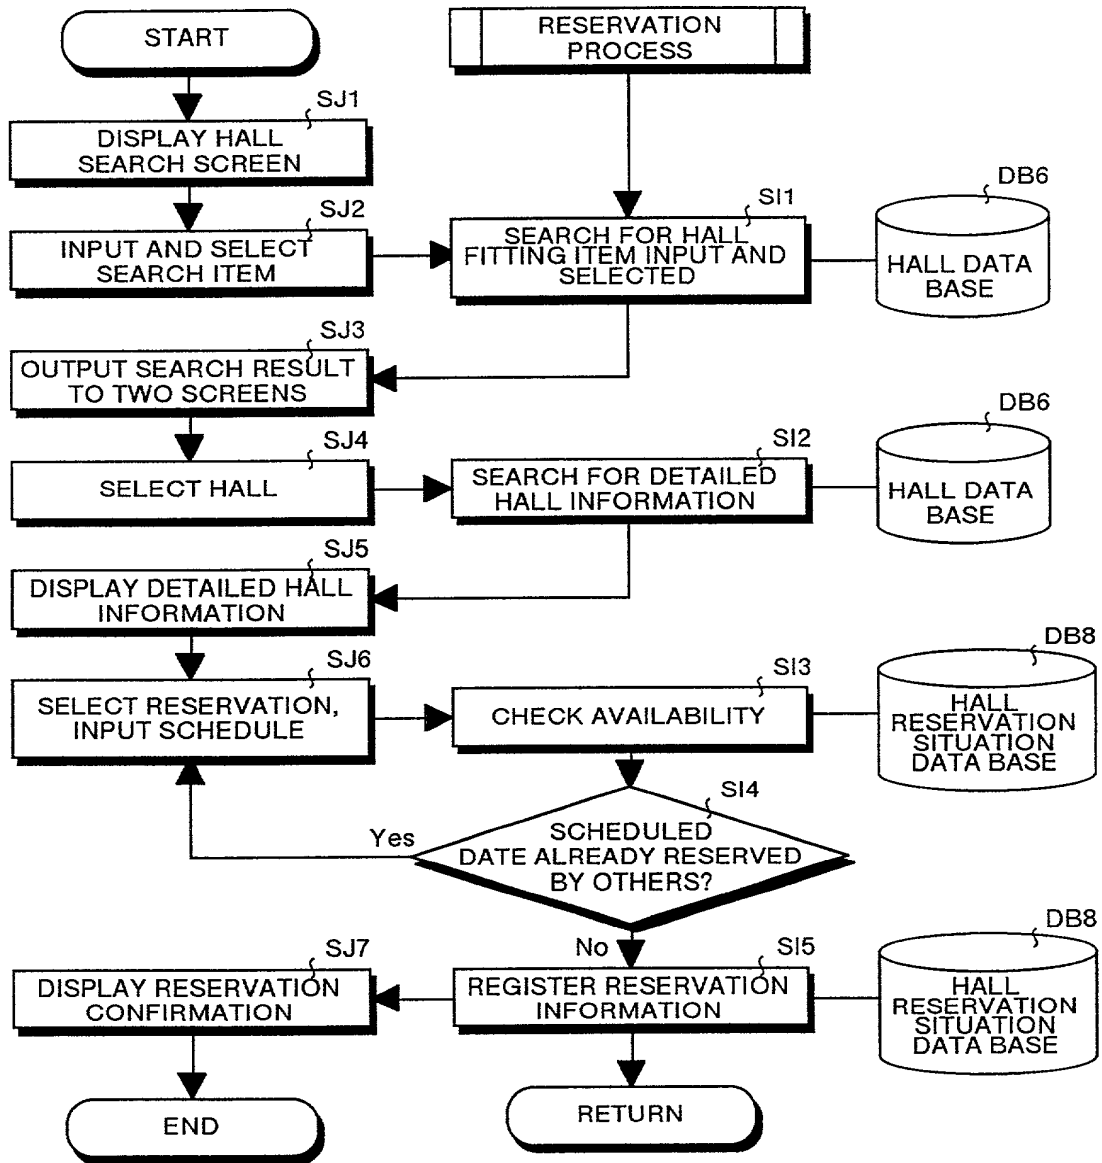 START
RESERVATION
PROCESS
SJ1
DISPLAY HALL
SEARCH SCREEN
SJ2
INPUT AND SELECT
SEARCH ITEM
SI1
SEARCH FOR HALL
FITTING ITEM INPUT AND
SELECTED
DB6
HALL DATA
BASE
SJ3
OUTPUT SEARCH RESULT
TO TWO SCREENS
SJ4
SELECT HALL
SI2
SEARCH FOR DETAILED
HALL INFORMATION
DB6
HALL DATA
BASE
SJ5
DISPLAY DETAILED HALL
INFORMATION
SJ6
SELECT RESERVATION,
INPUT SCHEDULE
SI3
CHECK AVAILABILITY
DB8
HALL
RESERVATION
SITUATION
DATA BASE
SI4
SCHEDULED
DATE ALREADY RESERVED
BY OTHERS?
Yes
No
SJ7
DISPLAY RESERVATION
CONFIRMATION
SI5
REGISTER RESERVATION
INFORMATION
DB8
HALL
RESERVATION
SITUATION
DATA BASE
END
RETURN